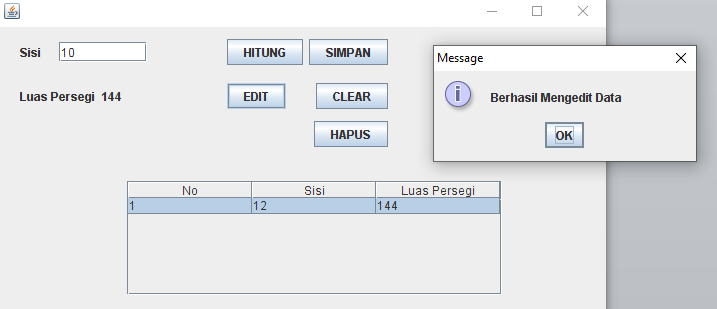 Sisi 10 HITUNG SIMPAN
Message
Luas Persegi 144 EDIT CLEAR
Berhasil Mengedit Data
HAPUS
OK
No Sisi Luas Persegi
1 12 144